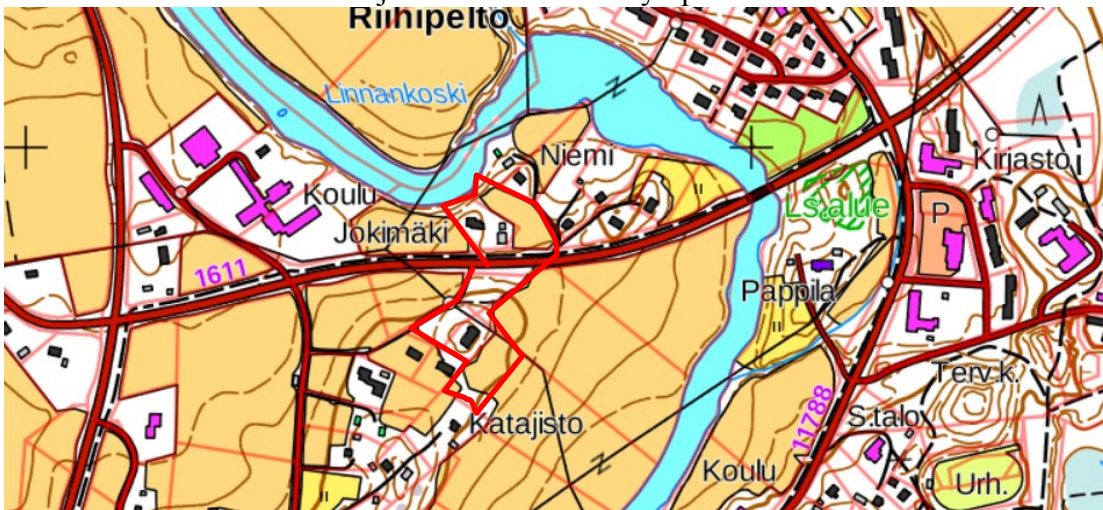 Riihipelto
Linnankoski
Niemi
Kirjasto
Koulu
Ls.alue
P
Jokimäki
1611
Pappila
Terv.k.
Katajisto
11788
S.talo
Koulu
Urh.